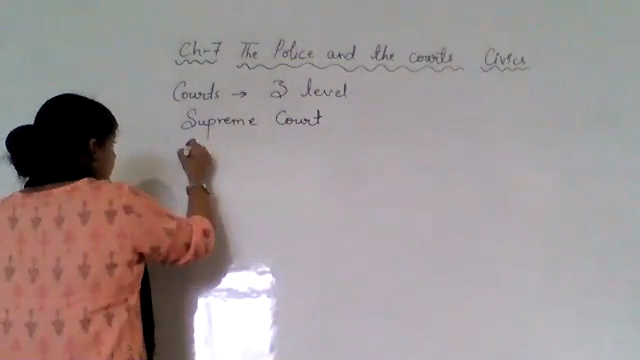 Ch-7 The Police and the courts Civics
Courts → 3 level
Supreme Court